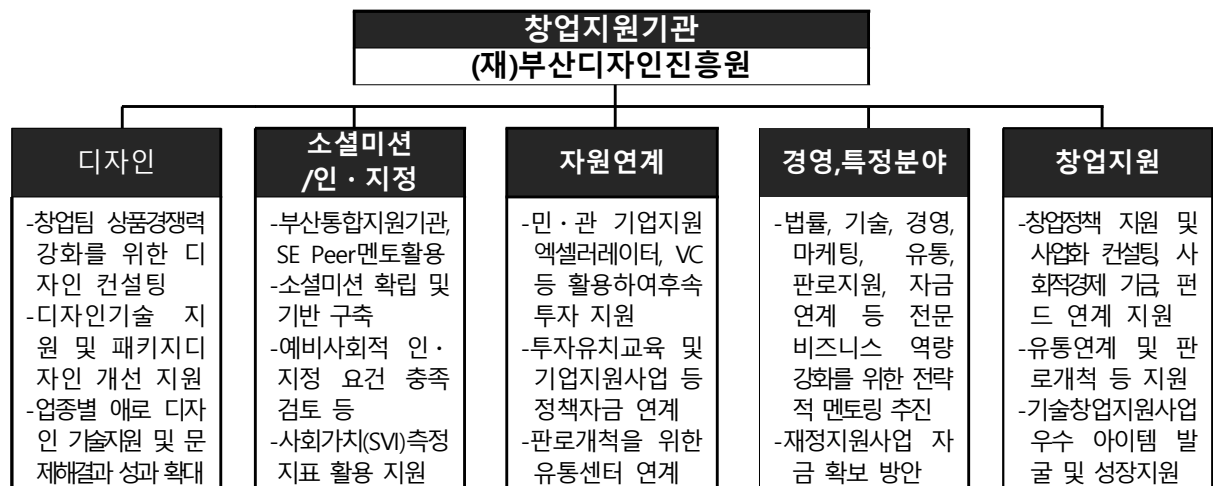 창업지원기관
(재)부산디자인진흥원
디자인
-창업팀 상품경쟁력
강화를 위한 디
자인 컨설팅
-디자인기술 지
원 및 패키지디
자인 개선 지원
-업종별 애로 디자
인 기술지원 및 문
제해결과 성과 확대
소셜미션
/인・지정
-부산통합지원기관,
SE Peer멘토활용
-소셜미션 확립 및
기반 구축
-예비사회적 인・
지정 요건 충족
검토 등
-사회가치(SVI)측정
지표 활용 지원
자원연계
-민・관 기업지원
엑셀러레이터, VC
등 활용하여후속
투자 지원
-투자유치교육 및
기업지원사업 등
정책자금 연계
-판로개척을 위한
유통센터 연계
경영,특정분야
-법률, 기술, 경영,
마케팅, 유통,
판로지원, 자금
연계 등 전문
비즈니스 역량
강화를 위한 전략
적 멘토링 추진
-재정지원사업 자
금 확보 방안
창업지원
-창업정책 지원 및
사업화 컨설팅, 사
회적경제 기금, 펀
드 연계 지원
-유통연계 및 판
로개척 등 지원
-기술창업지원사업
우수 아이템 발
굴 및 성장지원